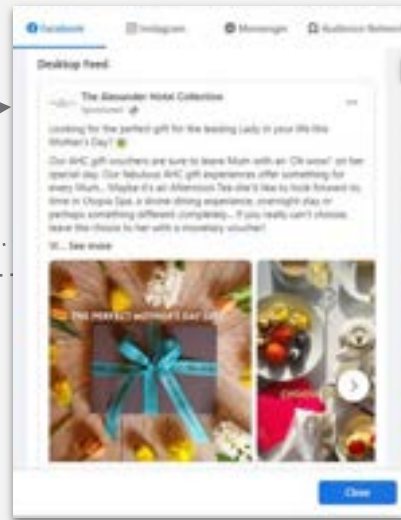 Facebook Instagram Messenger Audience Network
Desktop Feed
The Alexander Hotel Collection
Sponsored
Looking for the perfect gift for the leading Lady in your life this
Mother's Day?
Our AHC gift vouchers are sure to leave Mum with an 'Oh wow!' on her
special day. Our fabulous AHC gift experiences offer something for
every Mum... Maybe it's an Afternoon Tea she'd like to look forward to,
time in Utopia Spa, a divine dining experience, overnight stay or
perhaps something different completely... If you really can't choose,
leave the choice to her with a monetary voucher!
... See more
THE PERFECT MOTHER'S DAY GIFT
Close